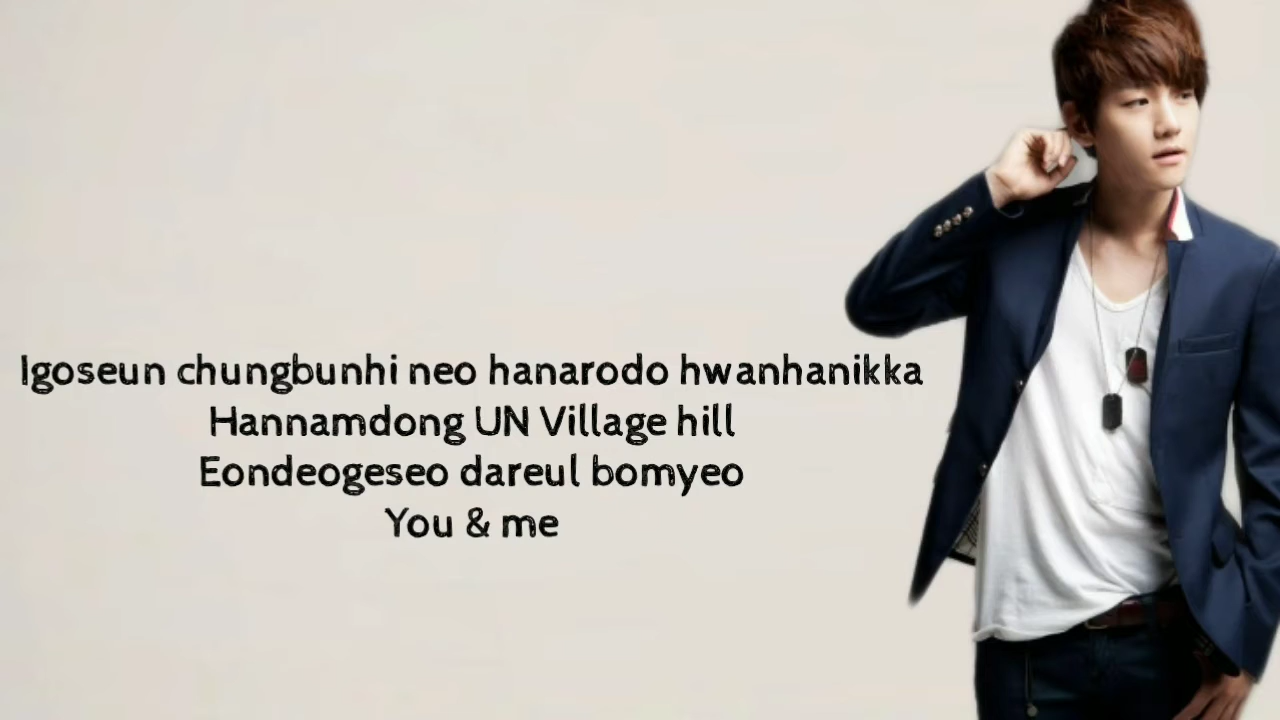 Igoseun chungbunhi neo hanarodo hwanhanikka
Hannamdong UN Village hill
Eondeogeseo dareul bomyeo
You & me